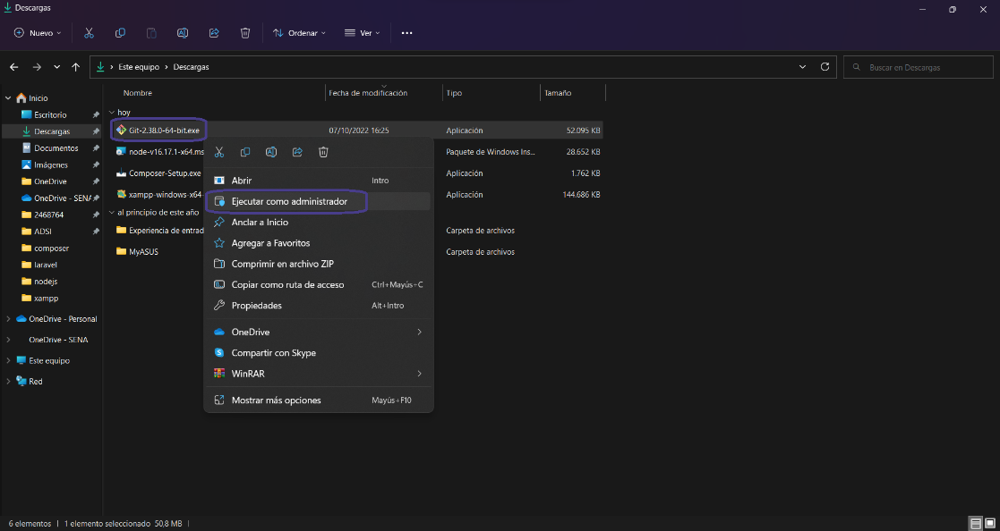 Descargas
Nuevo
Ordenar
Ver
Este equipo > Descargas
Buscar en Descargas
Inicio
Escritorio
Descargas
Documentos
Imágenes
OneDrive
OneDrive - SENA
2468764
ADSI
composer
laravel
nodejs
xampp
OneDrive - Personal
OneDrive - SENA
Este equipo
Red
Nombre Fecha de modificación Tipo Tamaño
hoy
Git-2.38.0-64-bit.exe 07/10/2022 16:25 Aplicación 52.095 KB
node-v16.17.1-x64.ms Paquete de Windows Ins... 28.652 KB
Composer-Setup.exe Aplicación 1.762 KB
xampp-windows-x64- Aplicación 144.686 KB
al principio de este año
Experiencia de entrad Carpeta de archivos
MyASUS Carpeta de archivos
Abrir Intro
Ejecutar como administrador
Anclar a Inicio
Agregar a Favoritos
Comprimir en archivo ZIP
Copiar como ruta de acceso Ctrl+Mayús+C
Propiedades Alt+Intro
OneDrive
Compartir con Skype
WinRAR
Mostrar más opciones Mayús+F10
6 elementos | 1 elemento seleccionado 50,8 MB |